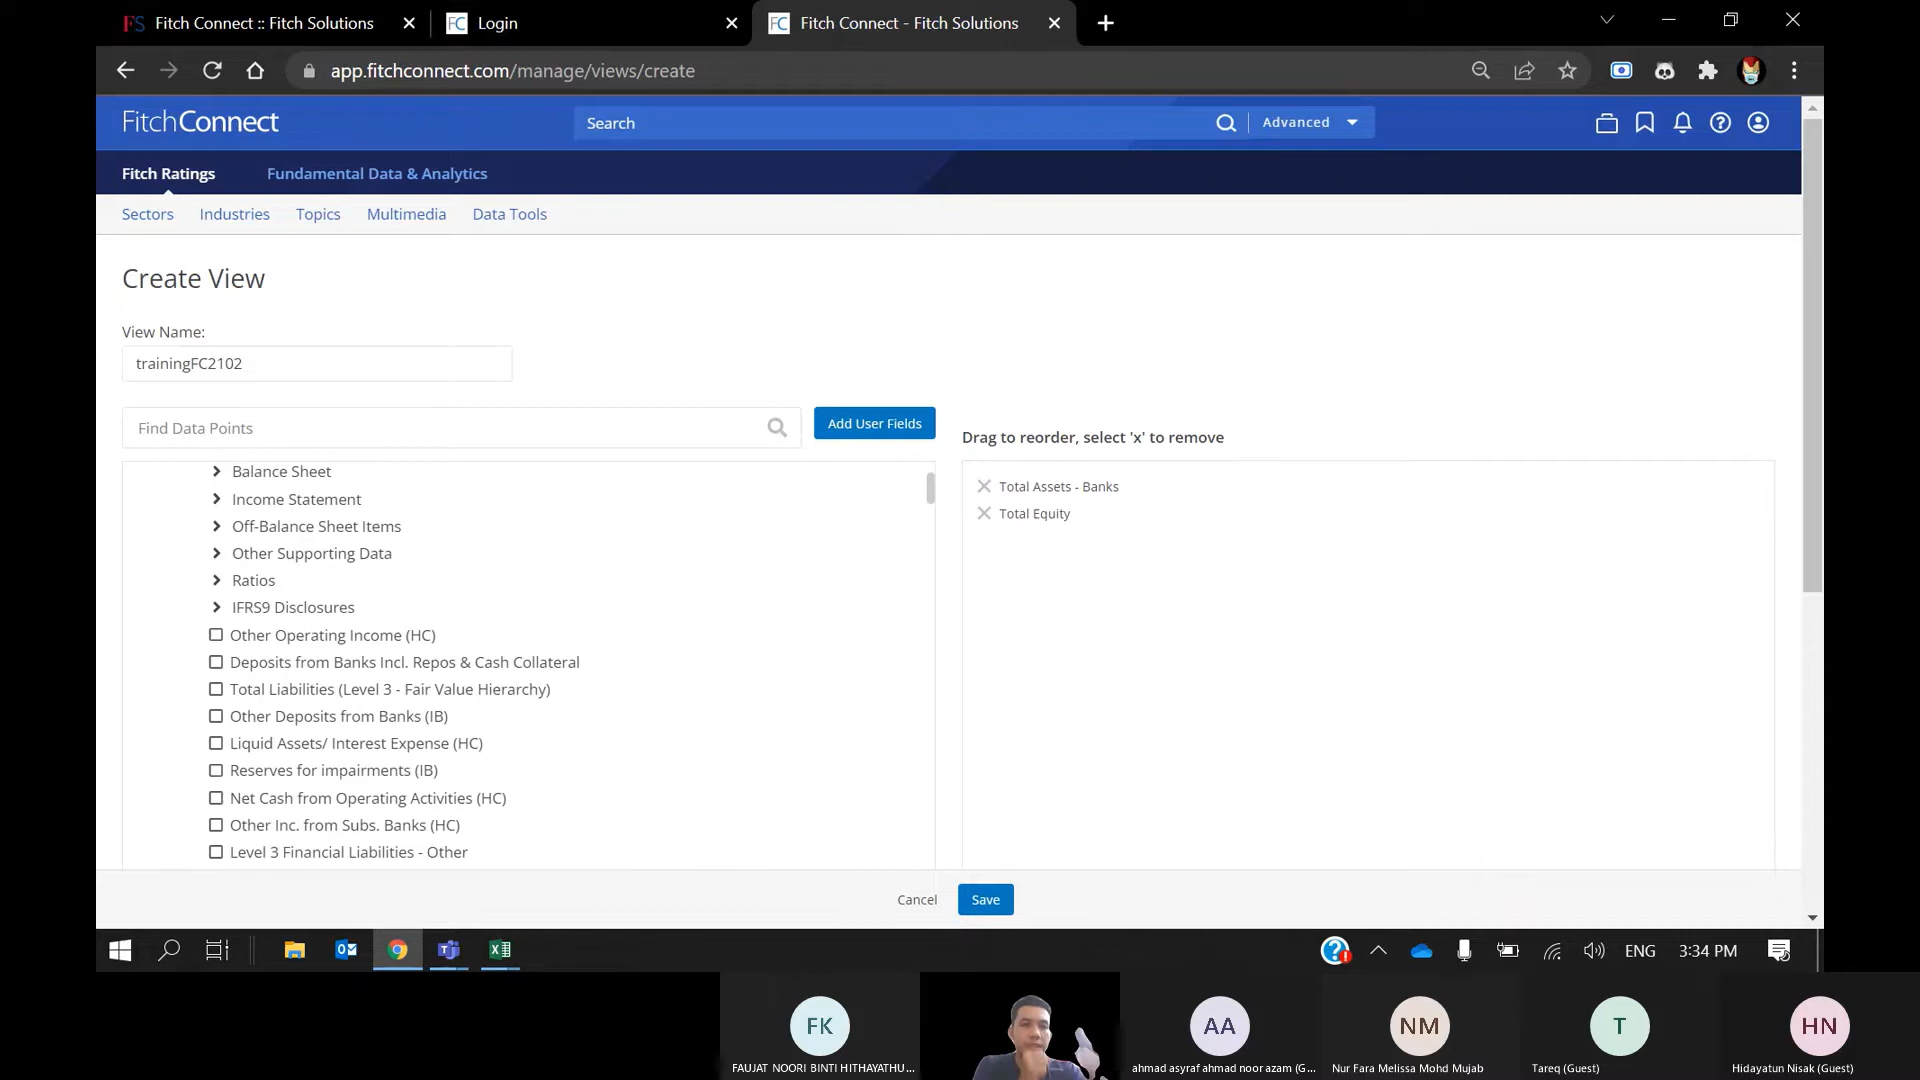 Fitch Connect :: Fitch Solutions
Login
Fitch Connect - Fitch Solutions
app.fitchconnect.com/manage/views/create
FitchConnect
Search
Advanced
Fitch Ratings
Fundamental Data & Analytics
Sectors
Industries
Topics
Multimedia
Data Tools
Create View
View Name:
trainingFC2102
Find Data Points
Add User Fields
Drag to reorder, select 'x' to remove
Balance Sheet
Income Statement
Off-Balance Sheet Items
Other Supporting Data
Ratios
IFRS9 Disclosures
Other Operating Income (HC)
Deposits from Banks Incl. Repos & Cash Collateral
Total Liabilities (Level 3 - Fair Value Hierarchy)
Other Deposits from Banks (IB)
Liquid Assets/ Interest Expense (HC)
Reserves for impairments (IB)
Net Cash from Operating Activities (HC)
Other Inc. from Subs. Banks (HC)
Level 3 Financial Liabilities - Other
Total Assets - Banks
Total Equity
Cancel
Save
ENG
3:34 PM
FK
AA
NM
T
HN
FAUJAT NOORI BINTI HITHAYATHU...
ahmad asyraf ahmad noor azam (G...
Nur Fara Melissa Mohd Mujab
Tareq (Guest)
Hidayatun Nisak (Guest)